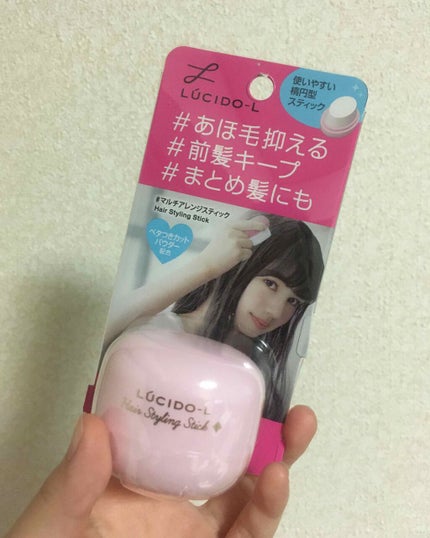 LÚCIDO-L
使いやすい
楕円型
スティック
#あほ毛抑える
#前髪キープ
#まとめ髪にも
#マルチアレンジスティック
Hair Styling Stick
ベタつきカット
パウダー
配合
LÚCIDO-L
Hair Styling Stick